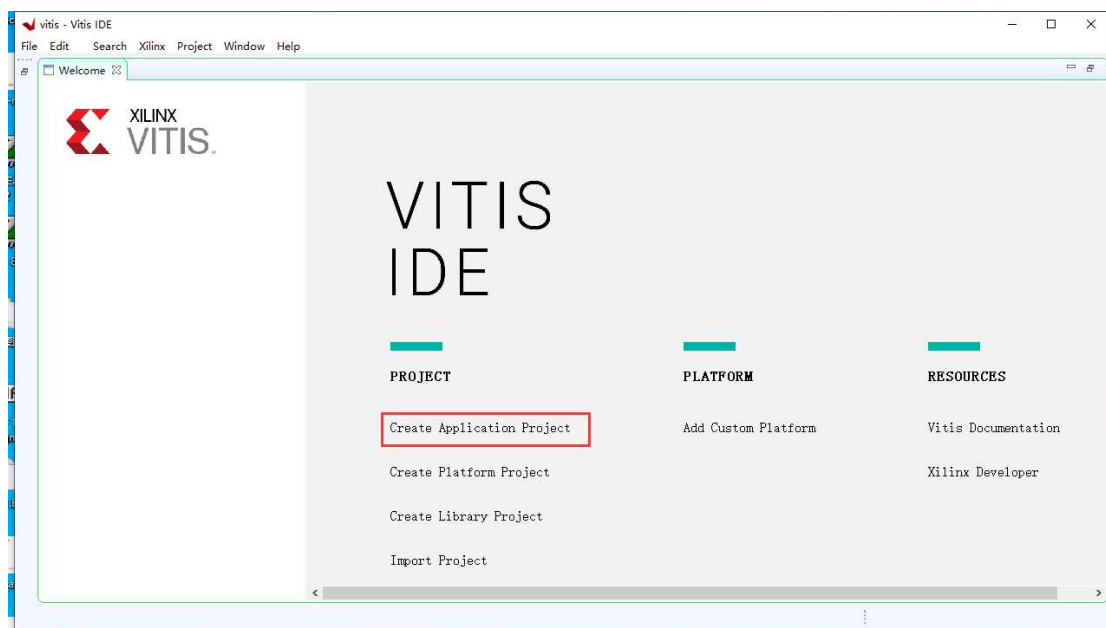 vitis - Vitis IDE
File Edit Search Xilinx Project Window Help
Welcome
XILINX
VITIS.
VITIS
IDE
PROJECT
Create Application Project
Create Platform Project
Create Library Project
Import Project
PLATFORM
Add Custom Platform
RESOURCES
Vitis Documentation
Xilinx Developer